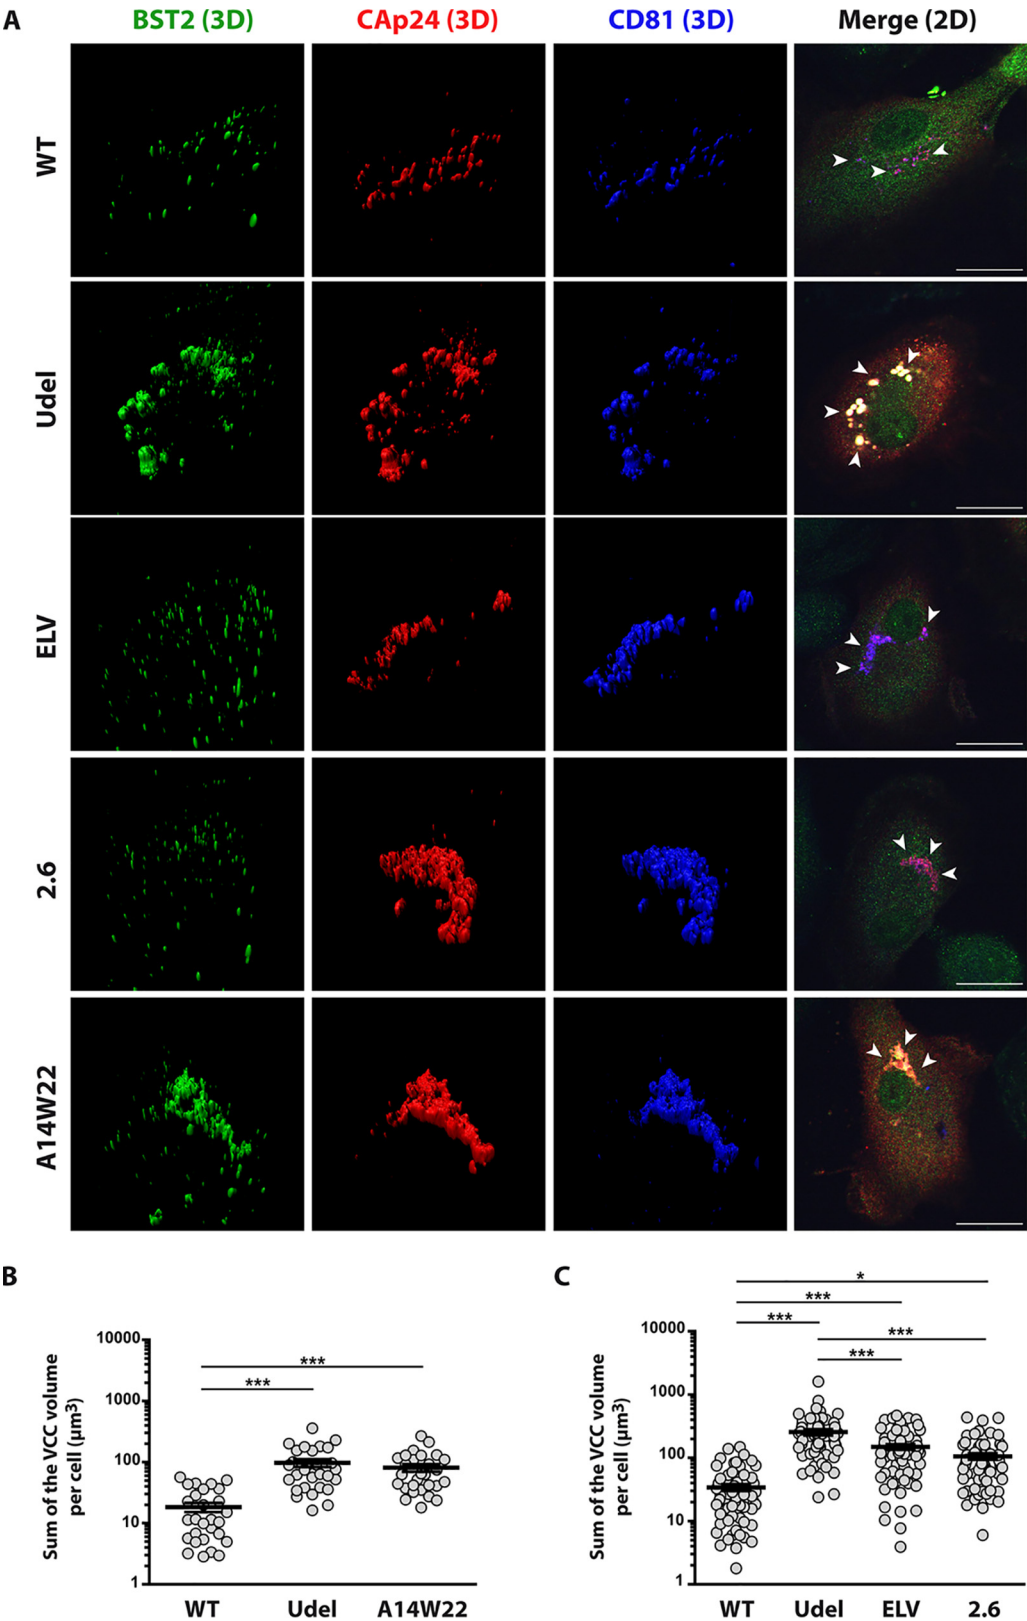 A
BST2 (3D) CAp24 (3D) CD81 (3D) Merge (2D)
WT
Udel
ELV
2.6
A14W22
B
Sum of the VCC volume
per cell (µm³)
10000
1000
100
10
1
***
***
WT Udel A14W22
C
Sum of the VCC volume
per cell (µm³)
10000
1000
100
10
1
*
***
***
***
***
WT Udel ELV 2.6